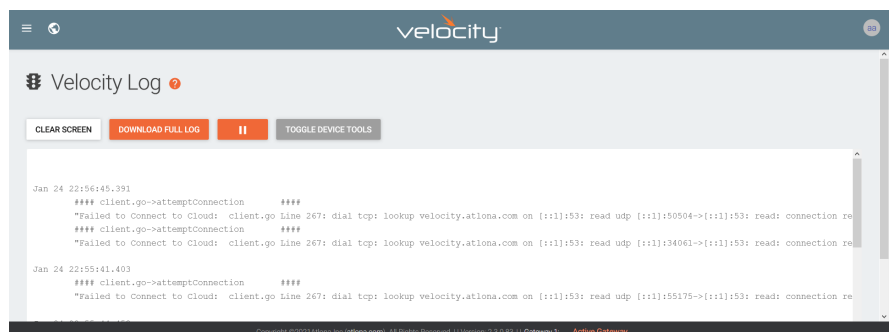 velocity
BB
Velocity Log ?
CLEAR SCREEN DOWNLOAD FULL LOG TOGGLE DEVICE TOOLS
Jan 24 22:56:45.391
#### client.go->attemptConnection ####
"Failed to Connect to Cloud: client.go Line 267: dial tcp: lookup velocity.atlona.com on [::1]:53: read udp [::1]:50504->[::1]:53: read: connection re
#### client.go->attemptConnection ####
"Failed to Connect to Cloud: client.go Line 267: dial tcp: lookup velocity.atlona.com on [::1]:53: read udp [::1]:34061->[::1]:53: read: connection re
Jan 24 22:55:41.403
#### client.go->attemptConnection ####
"Failed to Connect to Cloud: client.go Line 267: dial tcp: lookup velocity.atlona.com on [::1]:53: read udp [::1]:55175->[::1]:53: read: connection re